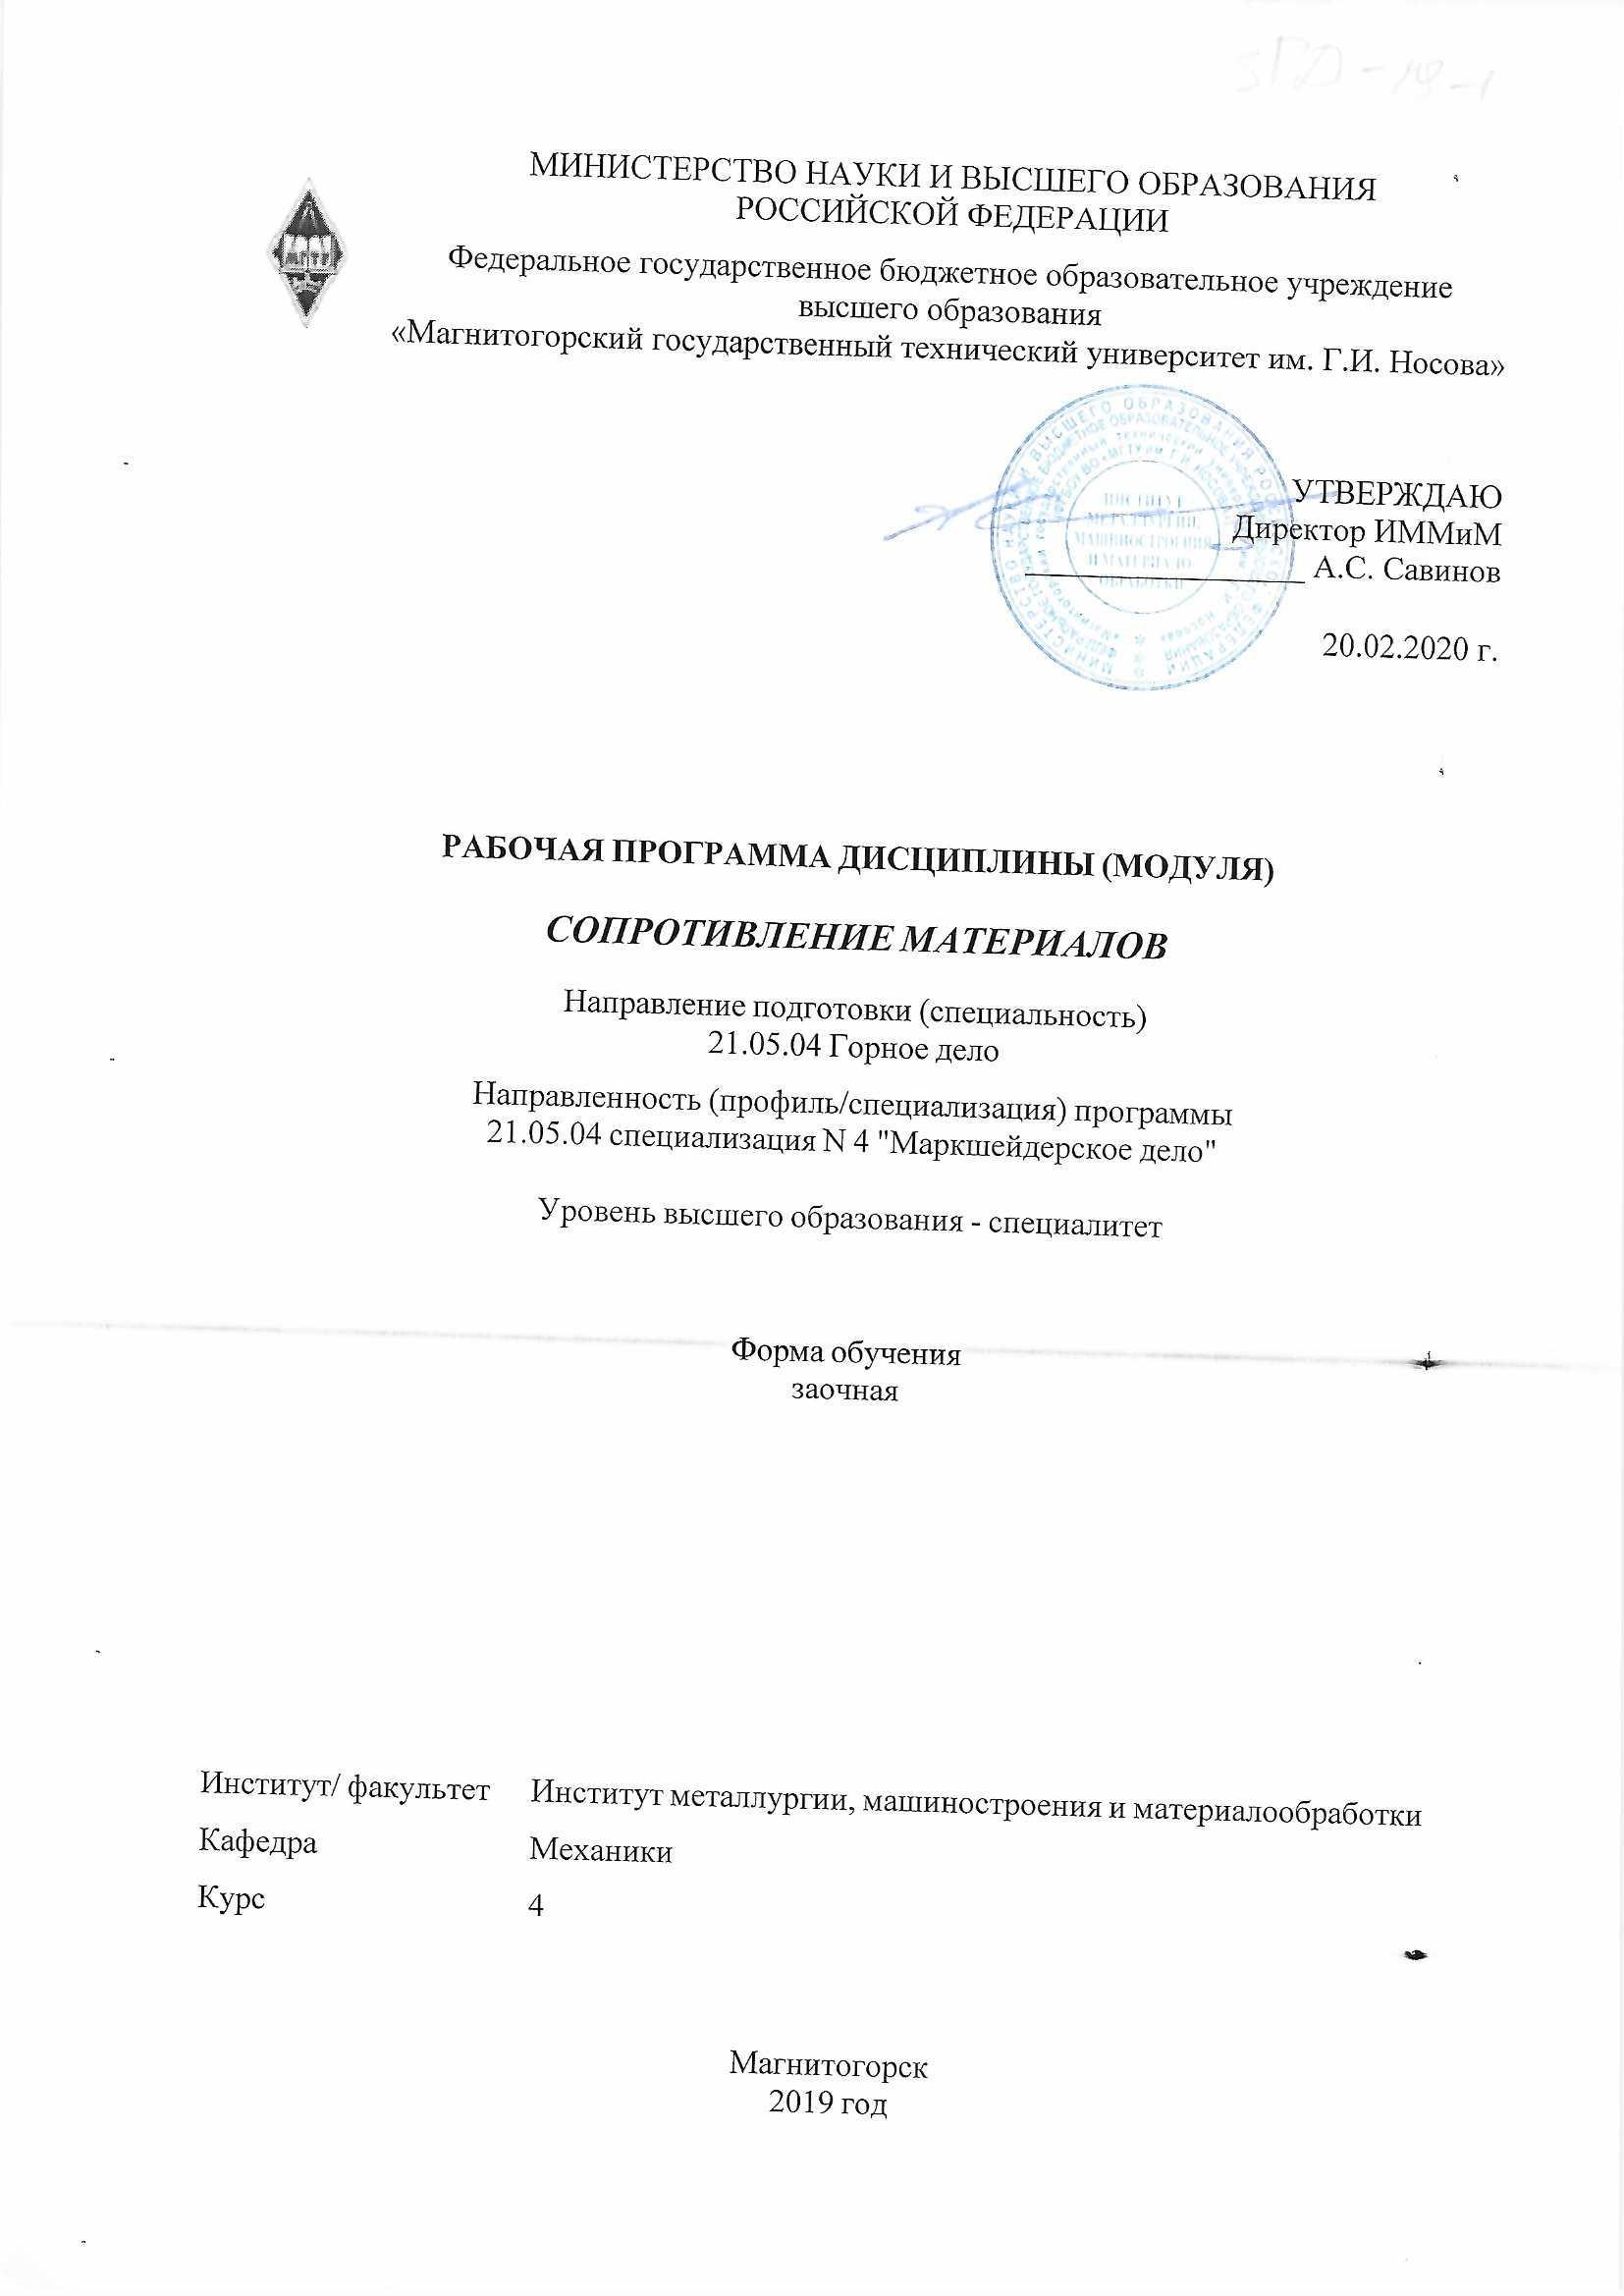 МИНИСТЕРСТВО НАУКИ И ВЫСШЕГО ОБРАЗОВАНИЯ
РОССИЙСКОЙ ФЕДЕРАЦИИ
Федеральное государственное бюджетное образовательное учреждение
высшего образования
«Магнитогорский государственный технический университет им. Г.И. Носова»
УТВЕРЖДАЮ
Директор ИММиМ
А.С. Савинов
20.02.2020 г.
РАБОЧАЯ ПРОГРАММА ДИСЦИПЛИНЫ (МОДУЛЯ)
СОПРОТИВЛЕНИЕ МАТЕРИАЛОВ
Направление подготовки (специальность)
21.05.04 Горное дело
Направленность (профиль/специализация) программы
21.05.04 специализация N 4 "Маркшейдерское дело"
Уровень высшего образования - специалитет
Форма обучения
заочная
Институт/ факультет Институт металлургии, машиностроения и материалообработки
Кафедра Механики
Курс 4
Магнитогорск
2019 год